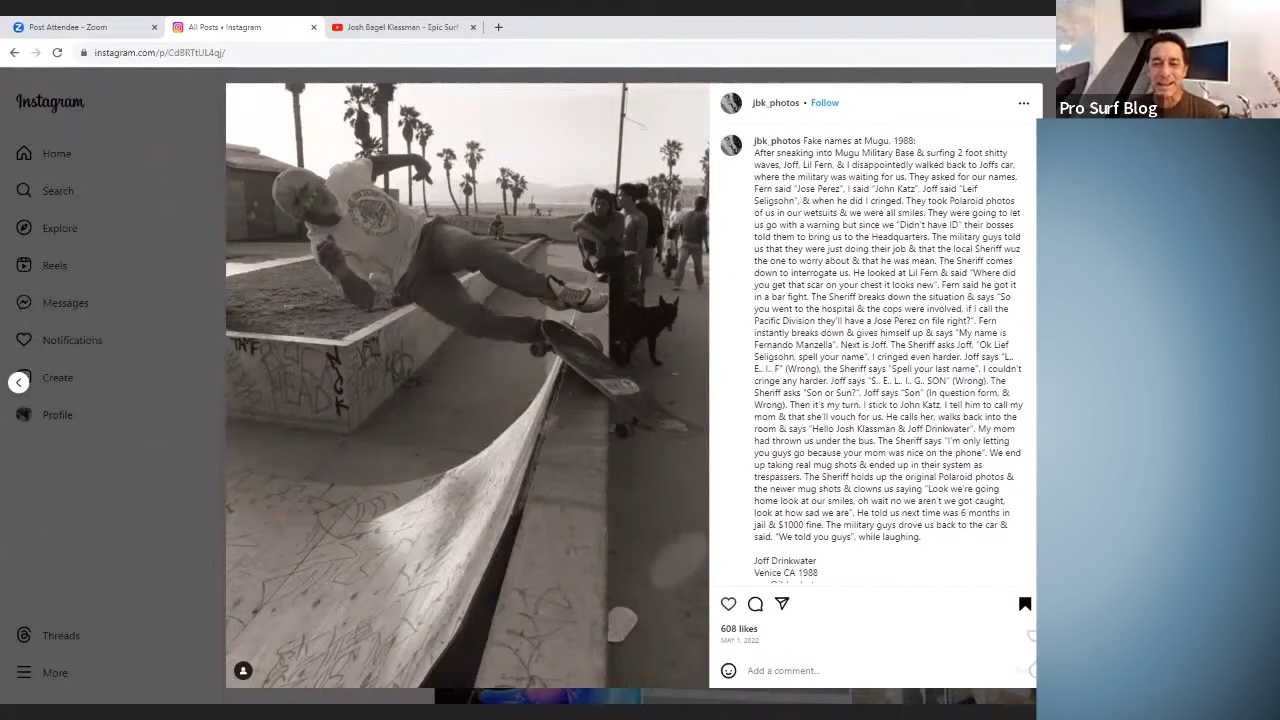 Post Attendee - Zoom
All Posts • Instagram
Josh Bagel Klassman - Epic Surf
instagram.com/p/CdBRTtUL4qj/
Pro Surf Blog
Instagram
Home
Search
Explore
Reels
Messages
Notifications
Create
Profile
Threads
More
jbk_photos • Follow
jbk_photos Fake names at Mugu, 1988:
After sneaking into Mugu Military Base & surfing 2 foot shitty
waves, Joff, Lil Fern, & I disappointedly walked back to Joffs car,
where the military was waiting for us. They asked for our names,
Fern said "Jose Perez", I said "John Katz", Joff said "Leif
Seligsohn", & when he did I cringed. They took Polaroid photos
of us in our wetsuits & we were all smiles. They were going to let
us go with a warning but since we "Didn't have ID" their bosses
told them to bring us to the Headquarters. The military guys told
us that they were just doing their job & that the local Sheriff wuz
the one to worry about & that he was mean. The Sheriff comes
down to interrogate us. He looked at Lil Fern & said "Where did
you get that scar on your chest it looks new". Fern said he got it
in a bar fight. The Sheriff breaks down the situation & says "So
you went to the hospital & the cops were involved, if I call the
Pacific Division they'll have a Jose Perez on file right?". Fern
instantly breaks down & gives himself up & says "My name is
Fernando Manzella". Next is Joff. The Sheriff asks Joff, "Ok Lief
Seligsohn, spell your name", I cringed even harder. Joff says "L..
E.. I.. F" (Wrong), the Sheriff says "Spell your last name". I couldn't
cringe any harder. Joff says "S.. E.. L.. I.. G.. SON" (Wrong). The
Sheriff asks "Son or Sun?", Joff says "Son" (In question form, &
Wrong). Then it's my turn. I stick to John Katz, I tell him to call my
mom & that she'll vouch for us. He calls her, walks back into the
room & says "Hello Josh Klassman & Joff Drinkwater". My mom
had thrown us under the bus. The Sheriff says "I'm only letting
you guys go because your mom was nice on the phone". We end
up taking real mug shots & ended up in their system as
trespassers. The Sheriff holds up the original Polaroid photos &
the newer mug shots & clowns us saying "Look we're going
home look at our smiles, oh wait no we aren't we got caught,
look at how sad we are". He told us next time was 6 months in
jail & $1000 fine. The military guys drove us back to the car &
said. "We told you guys", while laughing.
Joff Drinkwater
Venice CA 1988
608 likes
MAY 1, 2022
Add a comment...